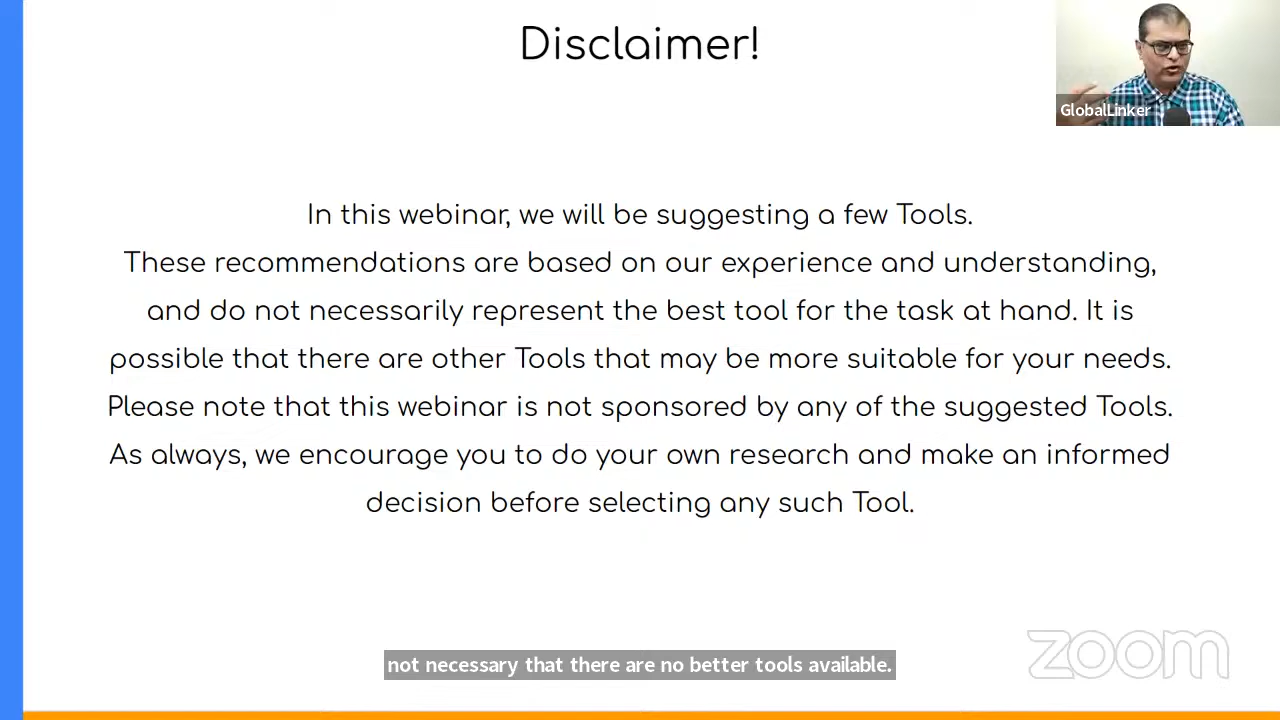 Disclaimer!
GlobalLinker
In this webinar, we will be suggesting a few Tools.
These recommendations are based on our experience and understanding,
and do not necessarily represent the best tool for the task at hand. It is
possible that there are other Tools that may be more suitable for your needs.
Please note that this webinar is not sponsored by any of the suggested Tools.
As always, we encourage you to do your own research and make an informed
decision before selecting any such Tool.
zoom
not necessary that there are no better tools available.